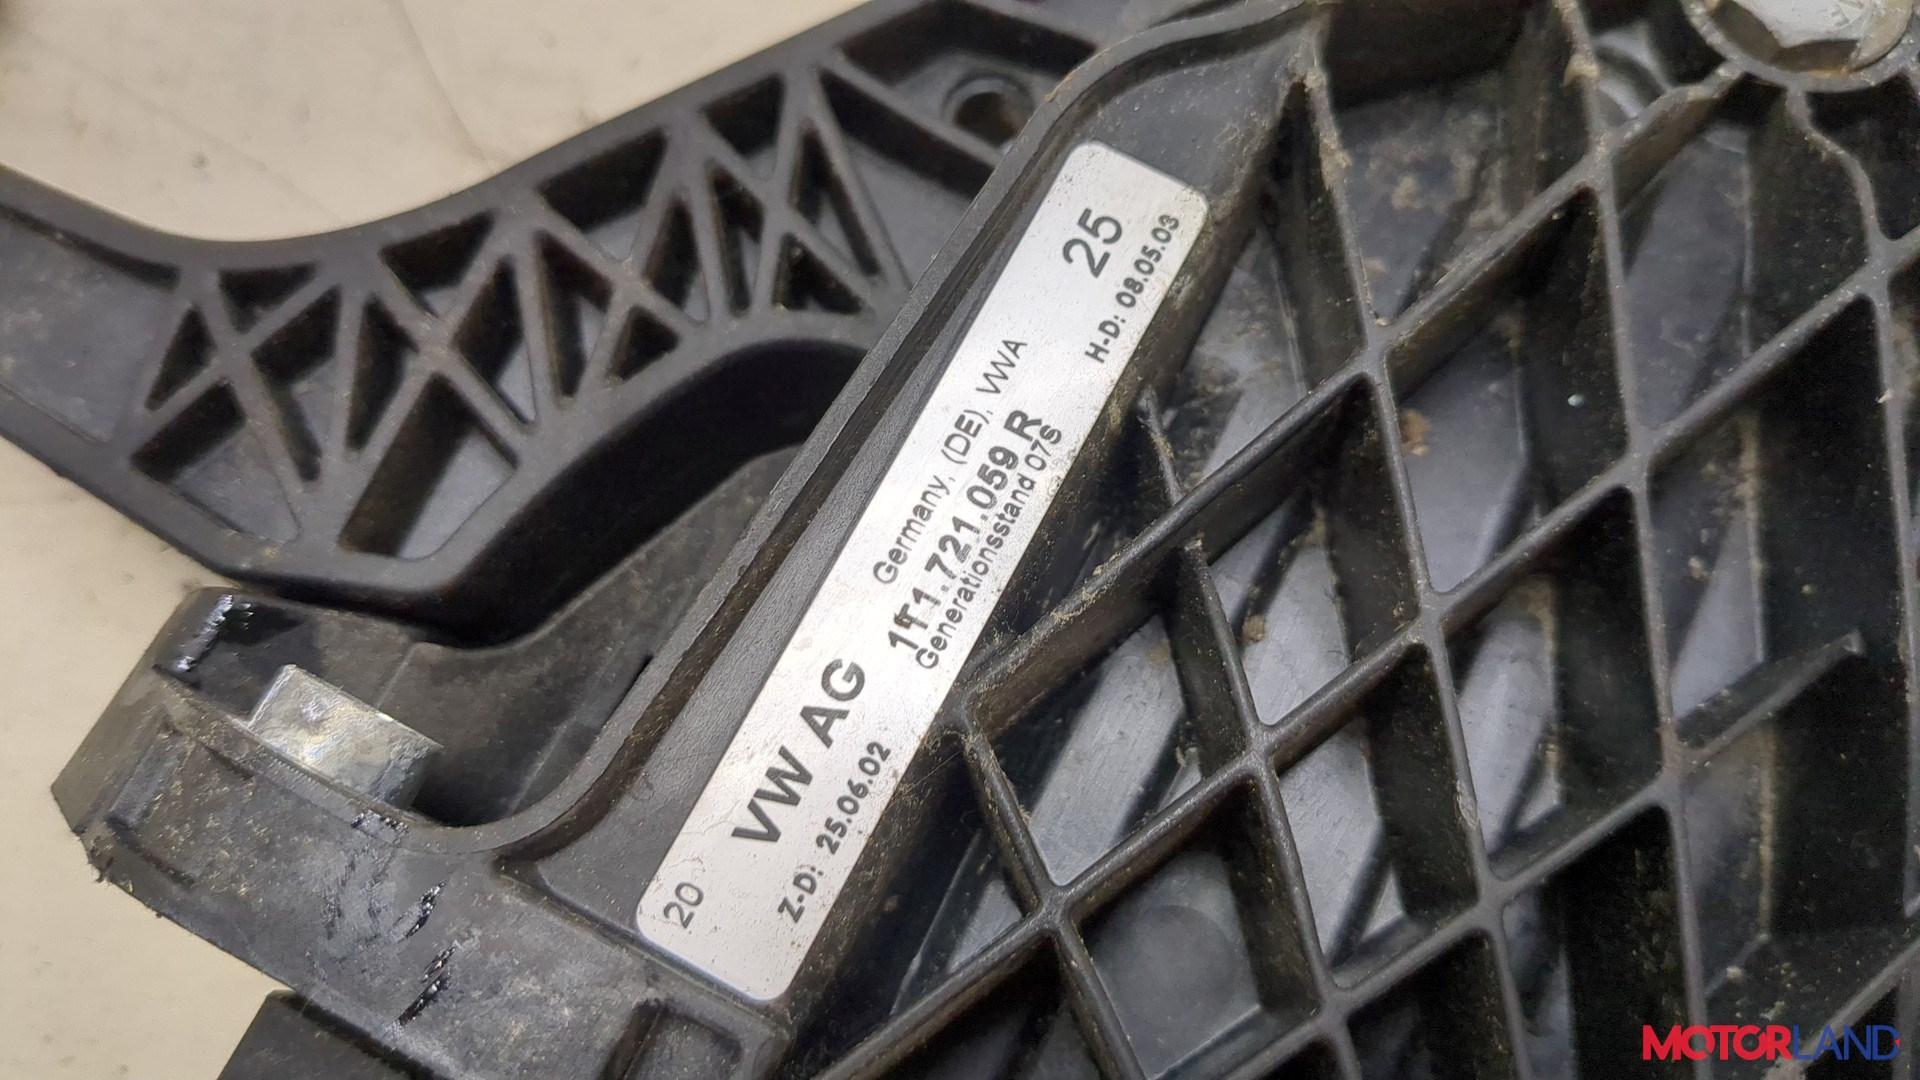 20
VW AG
Z-D: 25.06.02
Germany, (DE), VWA
1T1.721.059 R
Generationsstand 07S
25
H-D: 08.05.03
MOTORLAND